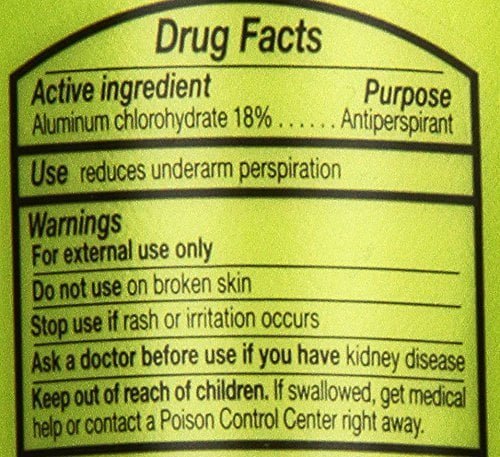 Drug Facts
Active ingredient Purpose
Aluminum chlorohydrate 18% ...... Antiperspirant
Use reduces underarm perspiration
Warnings
For external use only
Do not use on broken skin
Stop use if rash or irritation occurs
Ask a doctor before use if you have kidney disease
Keep out of reach of children. If swallowed, get medical
help or contact a Poison Control Center right away.